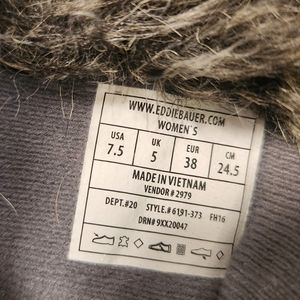 WWW.EDDIEBAUER.COM
WOMEN'S
USA UK EUR CM
7.5 5 38 24.5
MADE IN VIETNAM
VENDOR# 2979
DEPT.#20 STYLE.# 6191-373 FH16
DRN# 9XX20047